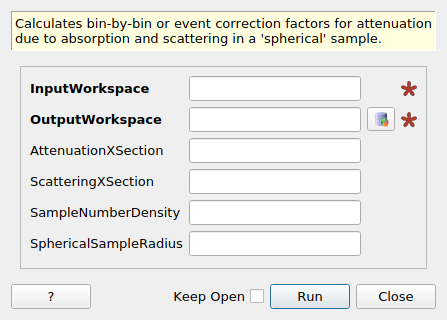 Calculates bin-by-bin or event correction factors for attenuation
due to absorption and scattering in a 'spherical' sample.
InputWorkspace
OutputWorkspace
AttenuationXSection
ScatteringXSection
SampleNumberDensity
SphericalSampleRadius
? Keep Open Run Close